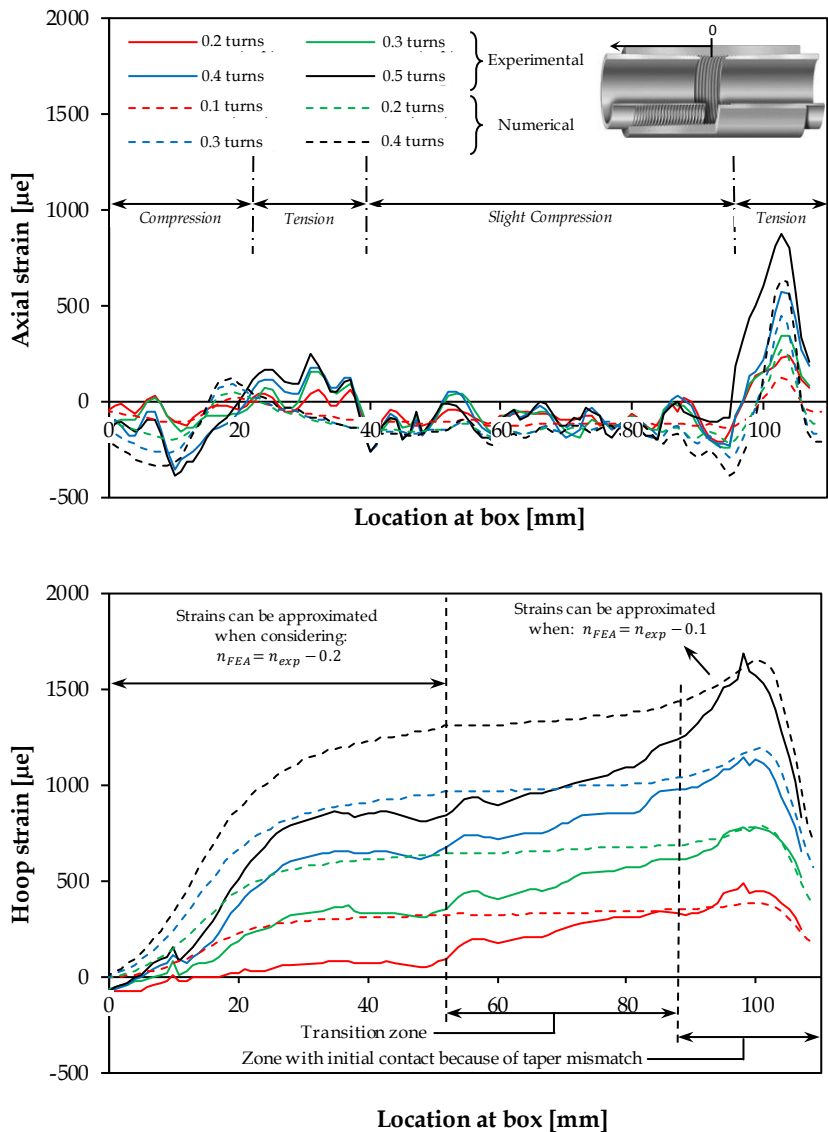 2000
1500
1000
500
0
-500
Axial strain [µe]
0.2 turns
0.3 turns
0.4 turns
0.5 turns
Experimental
0.1 turns
0.2 turns
0.3 turns
0.4 turns
Numerical
0
Compression
Tension
Slight Compression
Tension
0 20 40 60 80 100
Location at box [mm]
2000
1500
1000
500
0
-500
Hoop strain [µe]
Strains can be approximated
when considering:
n_FEA = n_exp − 0.2
Strains can be approximated
when: n_FEA = n_exp − 0.1
0 20 40 60 80 100
Transition zone
Zone with initial contact because of taper mismatch
Location at box [mm]